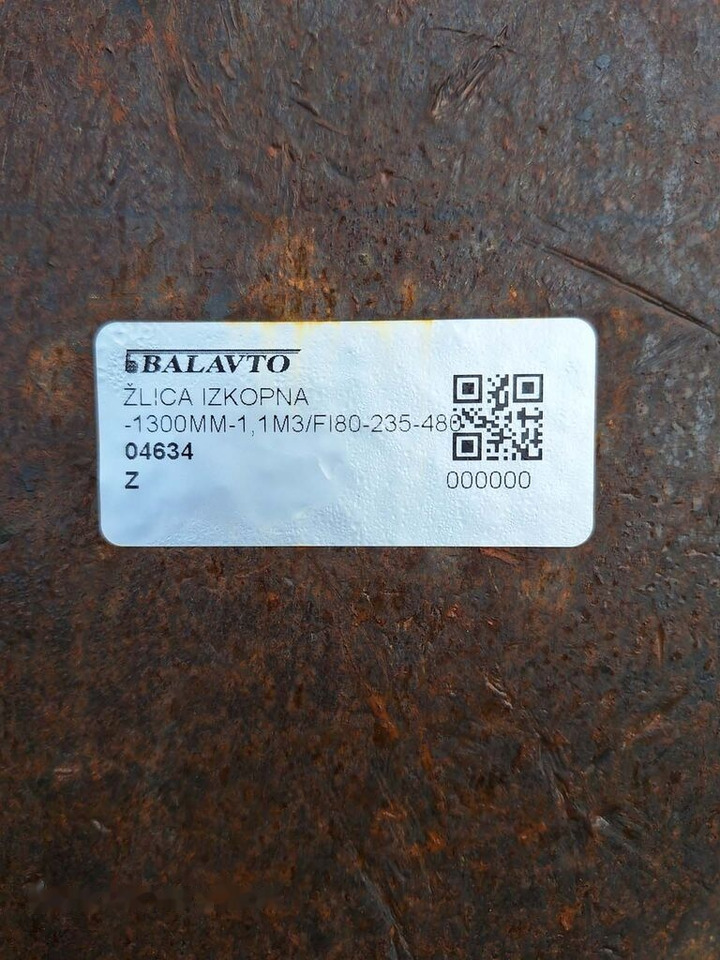 BALAVTO
ŽLICA IZKOPNA
-1300MM-1,1M3/FI80-235-480
04634
Z
000000